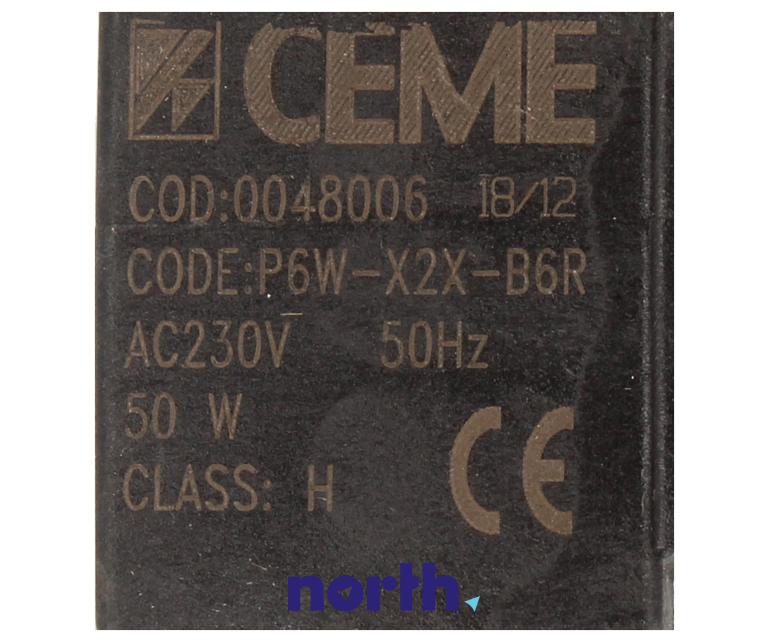 CEME
COD:0048006 18/12
CODE:P6W-X2X-B6R
AC230V 50Hz
50 W
CLASS: H
CE
north